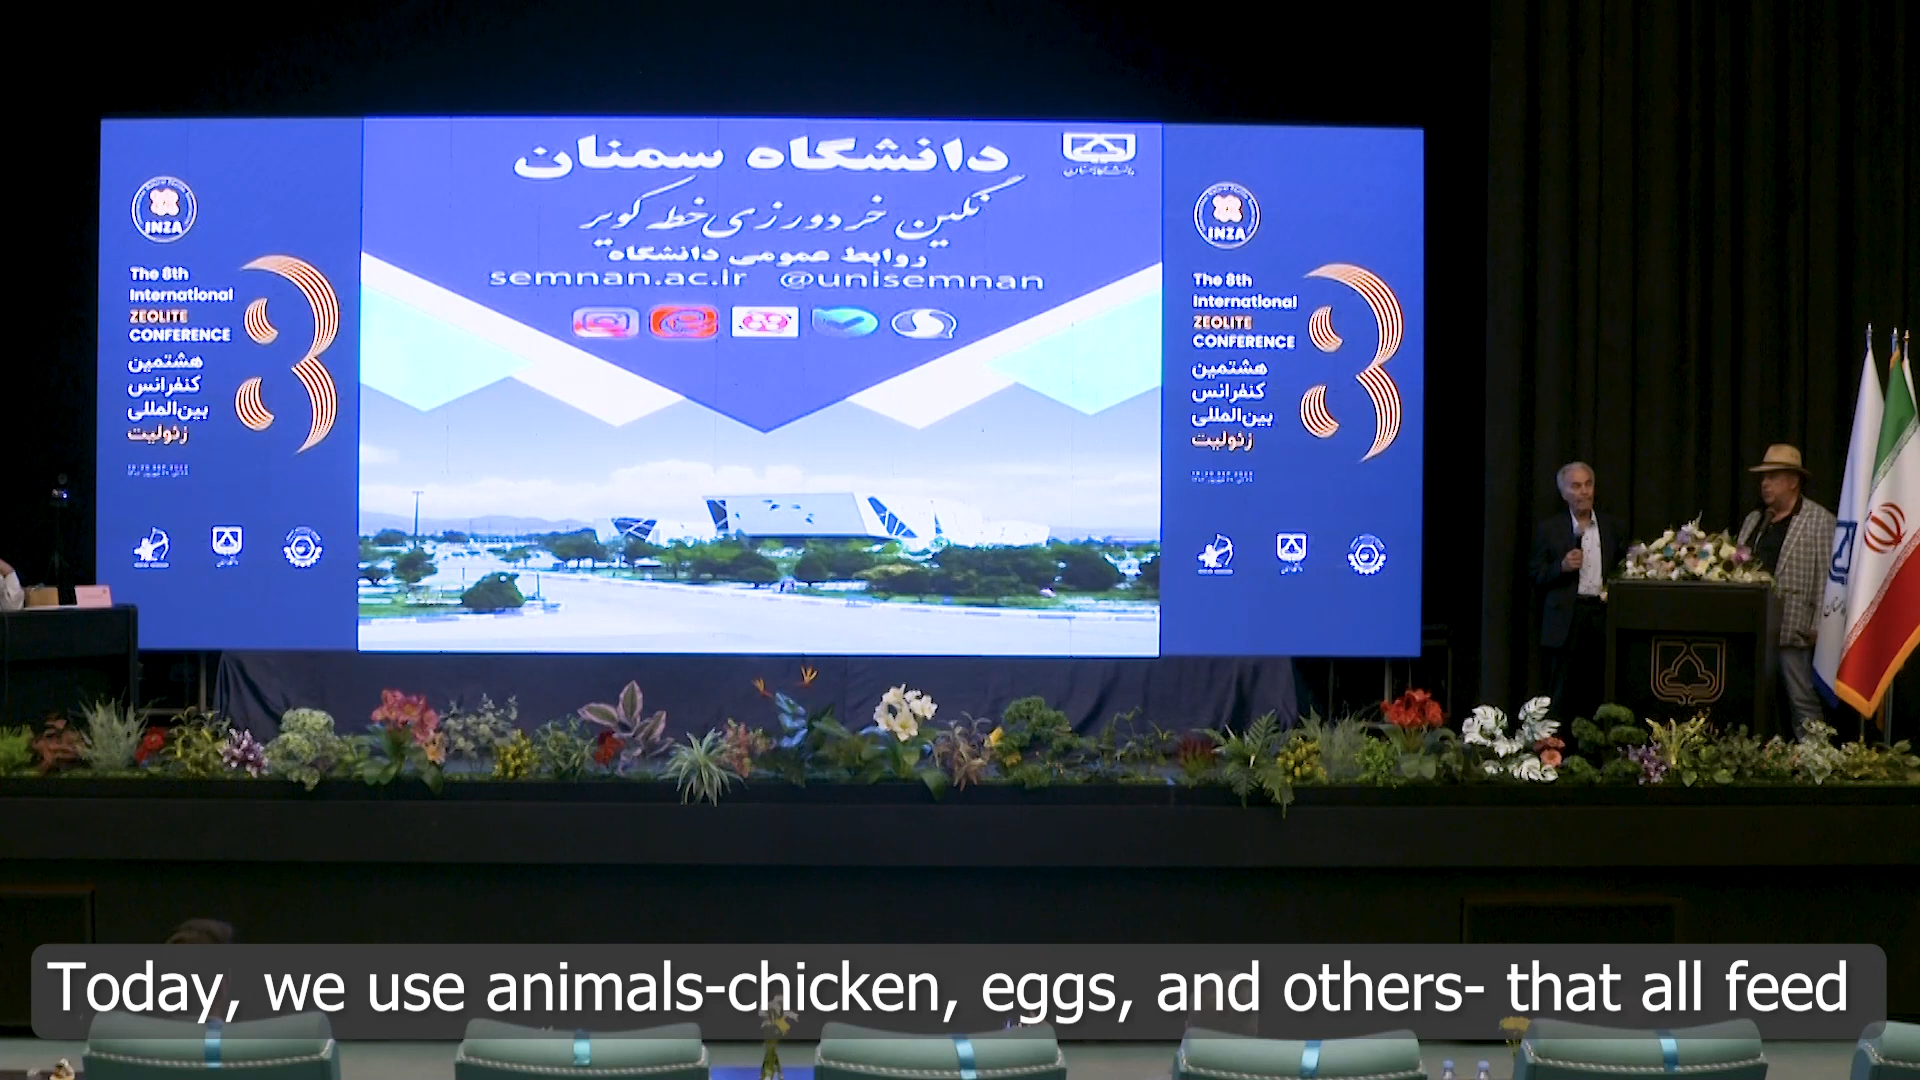 INZA
The 8th
International
ZEOLITE
CONFERENCE
هشتمین
کنفرانس
بین‌المللی
زئولیت
دانشگاه سمنان
نگین خردورزی خطه کویر
روابط عمومی دانشگاه
semnan.ac.ir @unisemnan
INZA
The 8th
International
ZEOLITE
CONFERENCE
هشتمین
کنفرانس
بین‌المللی
زئولیت
Today, we use animals-chicken, eggs, and others- that all feed